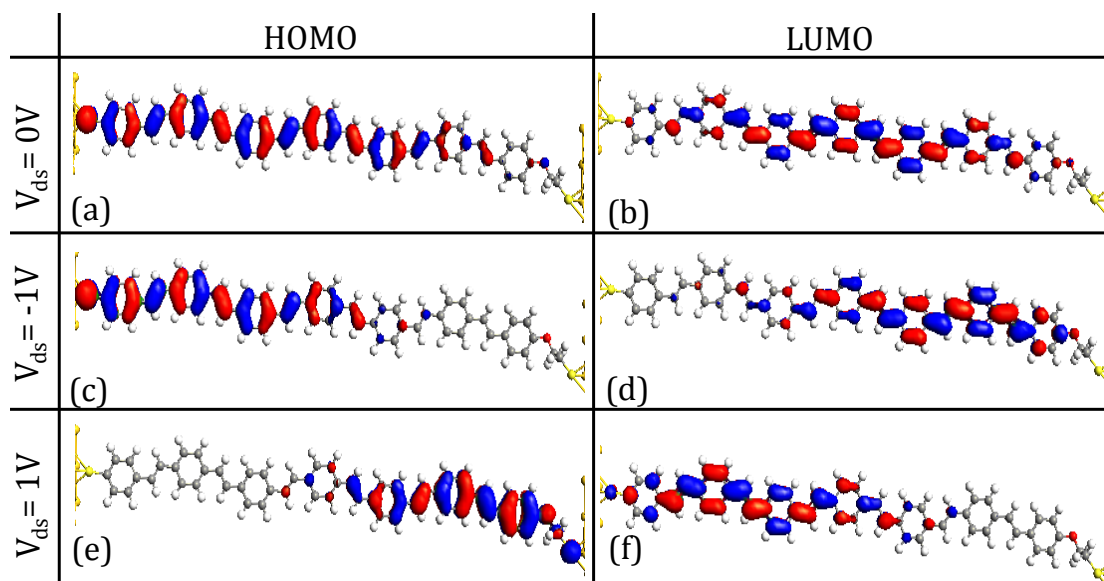 HOMO LUMO
V_ds= 0V (a) (b)
V_ds= -1V (c) (d)
V_ds= 1V (e) (f)